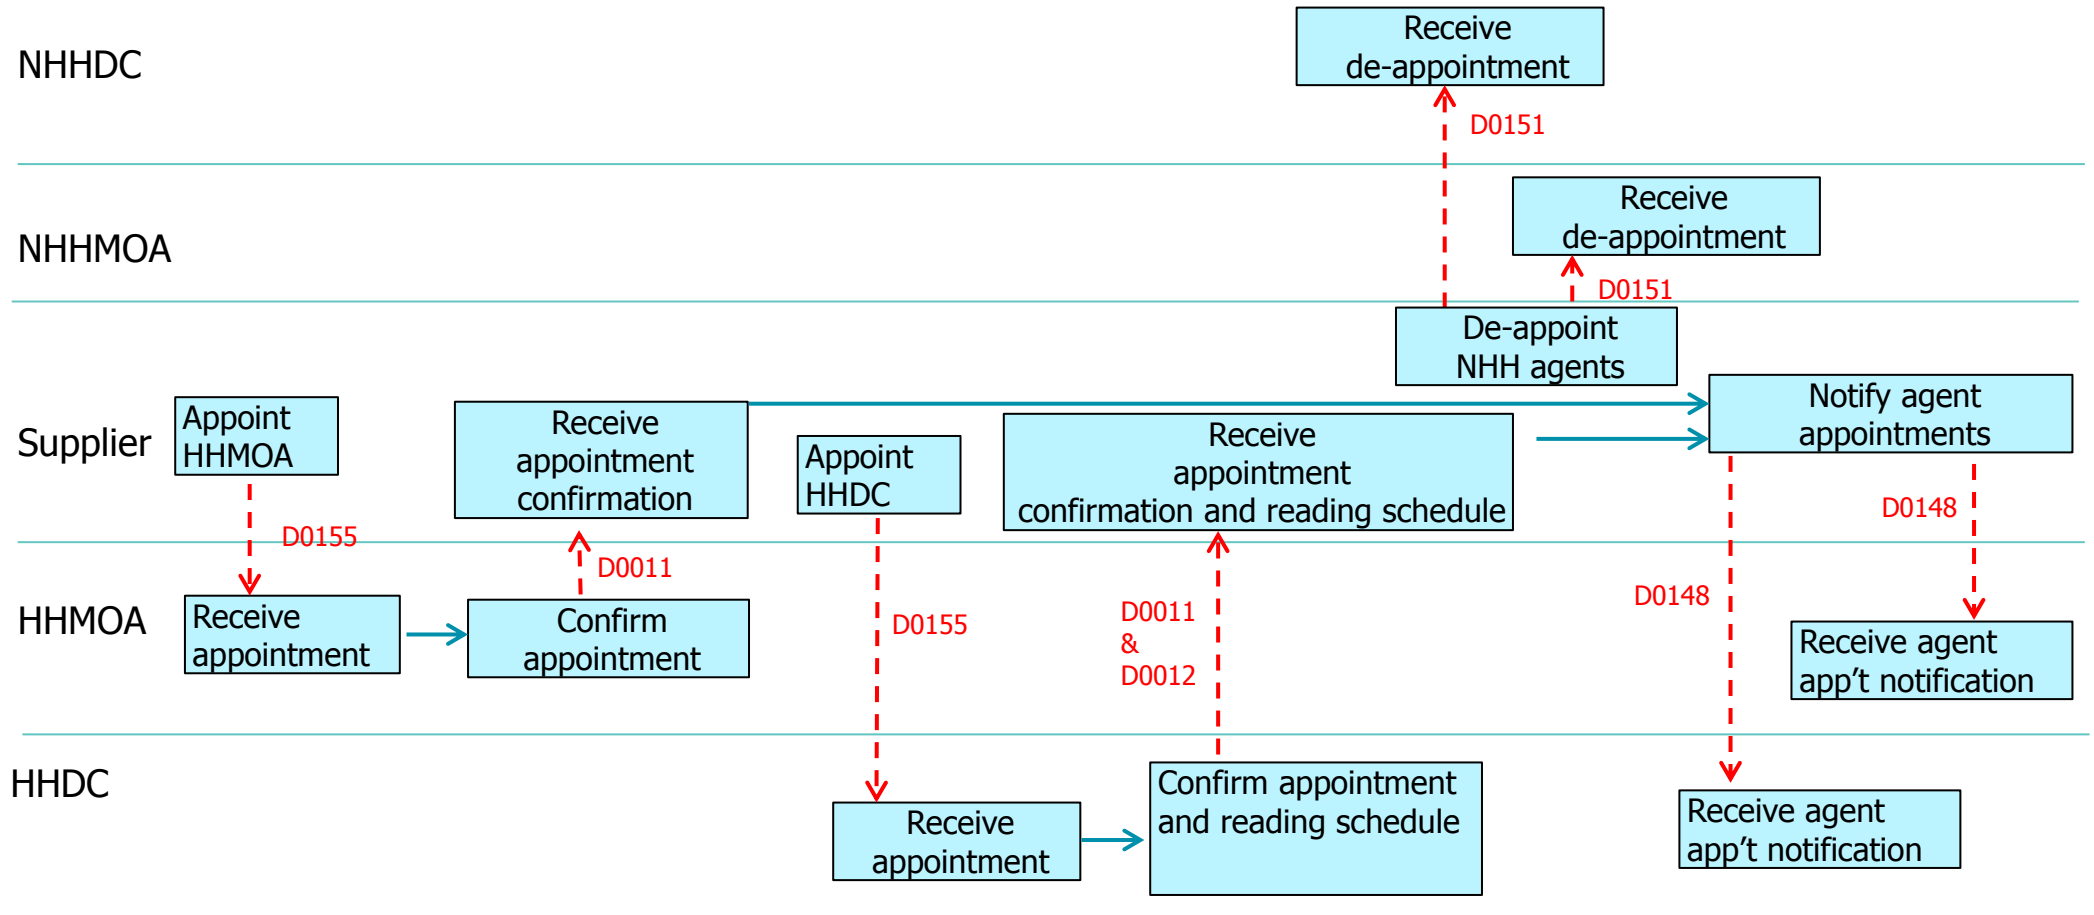 NHHDC
Receive
de-appointment
D0151
NHHMOA
Receive
de-appointment
D0151
Supplier
Appoint
HHMOA
D0155
Receive
appointment
confirmation
D0011
Appoint
HHDC
D0155
Receive
appointment
confirmation and reading schedule
D0011
&
D0012
De-appoint
NHH agents
Notify agent
appointments
D0148
D0148
HHMOA
Receive
appointment
Confirm
appointment
Receive agent
app’t notification
HHDC
Receive
appointment
Confirm appointment
and reading schedule
Receive agent
app’t notification